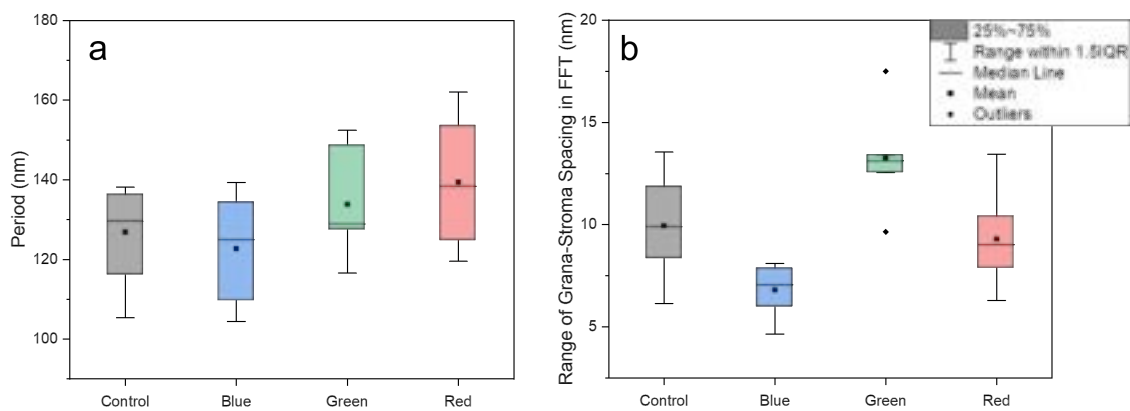 a
180
160
140
120
100
Period (nm)
Control Blue Green Red
b
20
15
10
5
Range of Grana-Stroma Spacing in FFT (nm)
Control Blue Green Red
25%~75%
Range within 1.5IQR
Median Line
Mean
Outliers